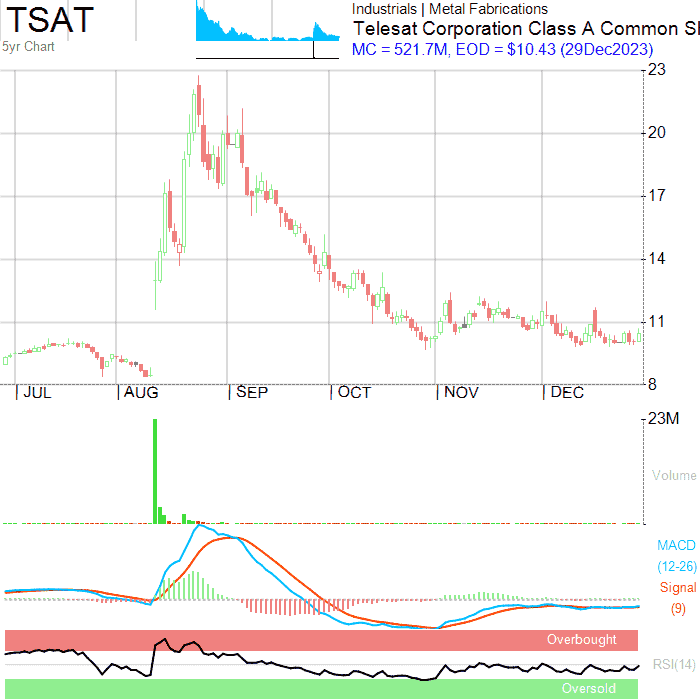 TSAT
5yr Chart
Industrials | Metal Fabrications
Telesat Corporation Class A Common
MC = 521.7M, EOD = $10.43 (29Dec2023)
23
20
17
14
11
8
JUL AUG SEP OCT NOV DEC
23M
Volume
MACD
(12-26)
Signal
(9)
Overbought
RSI(14)
Oversold